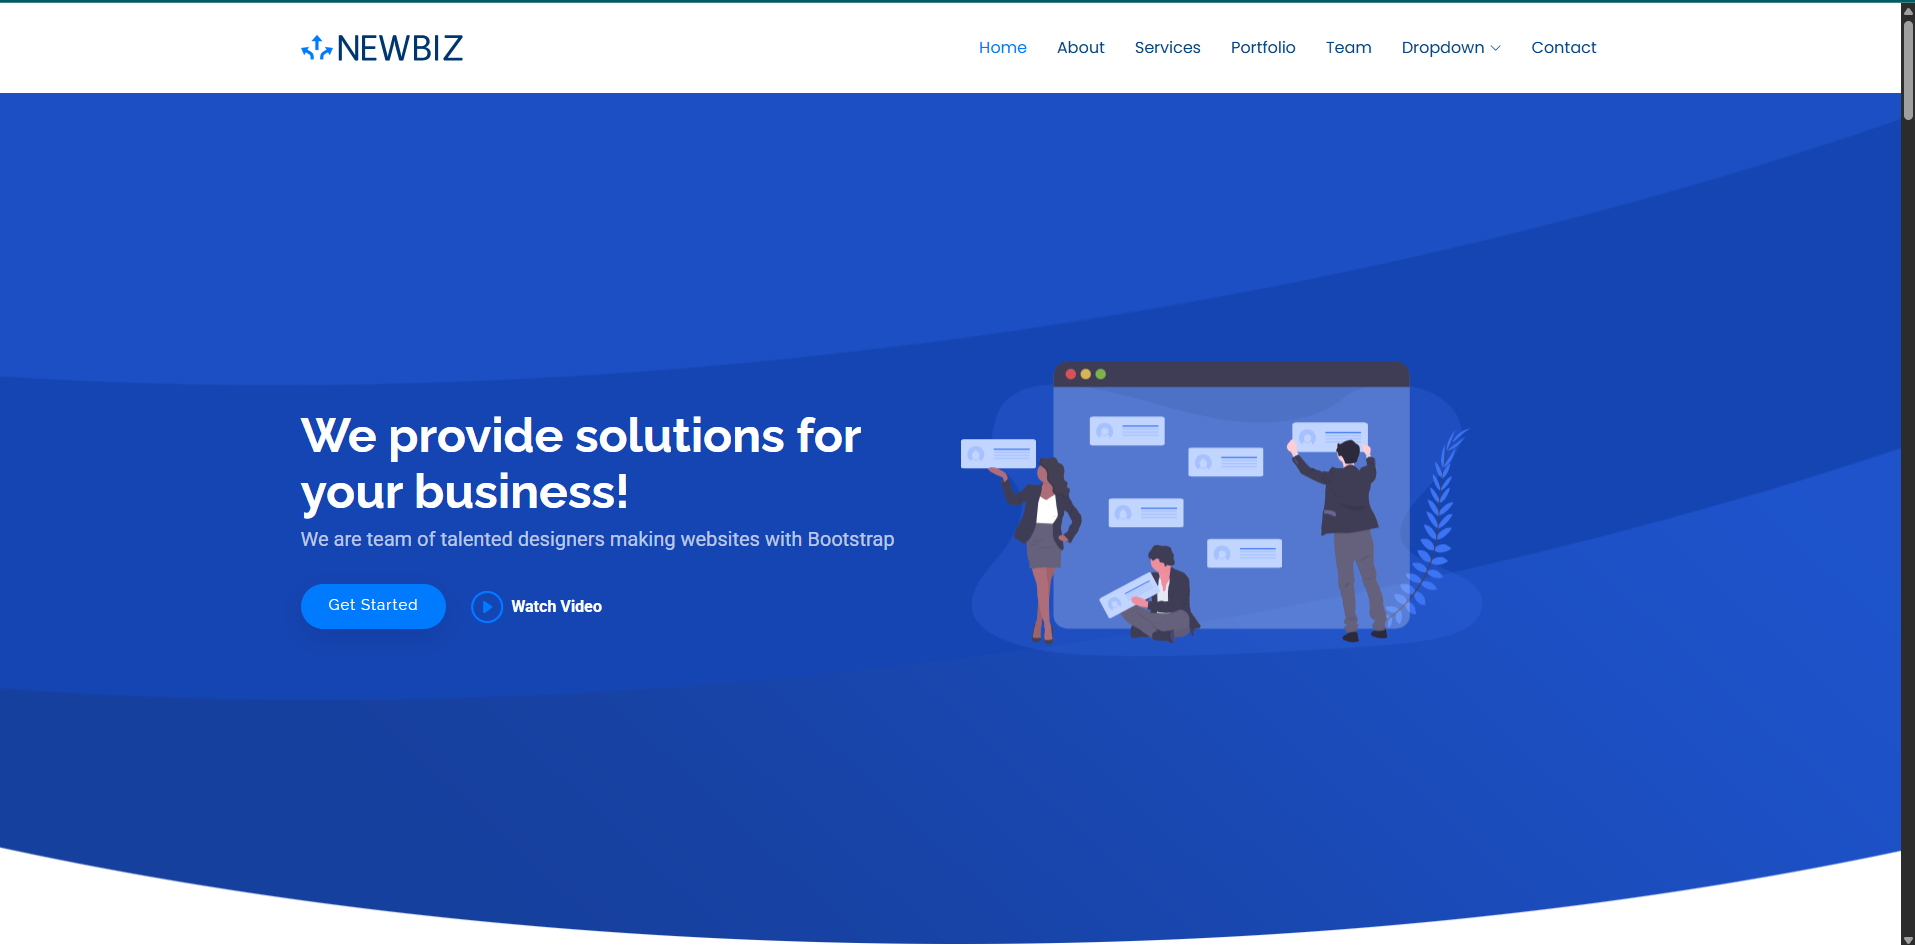 NEWBIZ
Home About Services Portfolio Team Dropdown Contact
We provide solutions for
your business!
We are team of talented designers making websites with Bootstrap
Get Started Watch Video